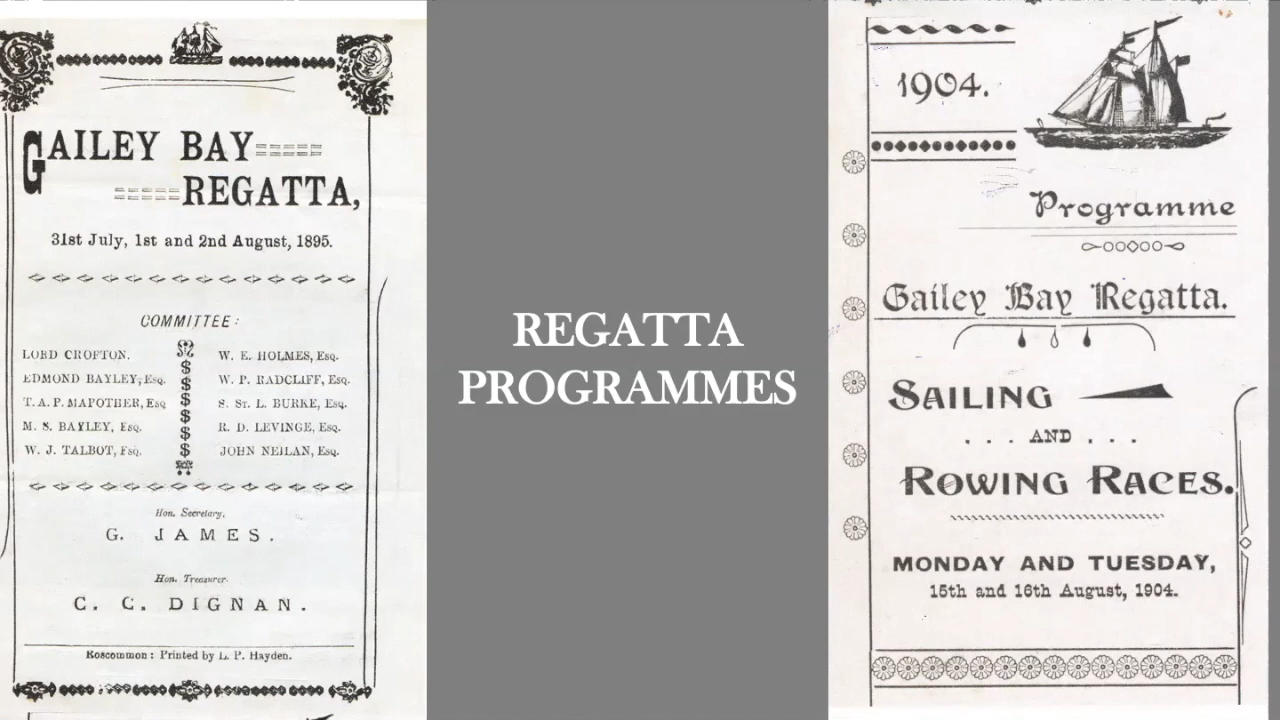 GAILEY BAY
REGATTA,
31st July, 1st and 2nd August, 1895.
COMMITTEE:
LORD CROFTON.
EDMOND BAYLEY, Esq.
T. A. P. MAPOTHER, Esq
M. S. BAYLEY, Esq.
W. J. TALBOT, Esq.
W. E. HOLMES, Esq.
W. P. RADCLIFF, Esq.
S. ST. L. BURKE, Esq.
R. D. LEVINGE, Esq.
JOHN NEILAN, Esq.
Hon. Secretary,
G. JAMES.
Hon. Treasurer.
C. C. DIGNAN.
Roscommon: Printed by L. P. Hayden.
REGATTA
PROGRAMMES
1904.
Programme
Gailey Bay Regatta.
SAILING
... AND ...
ROWING RACES.
MONDAY AND TUESDAY,
15th and 16th August, 1904.